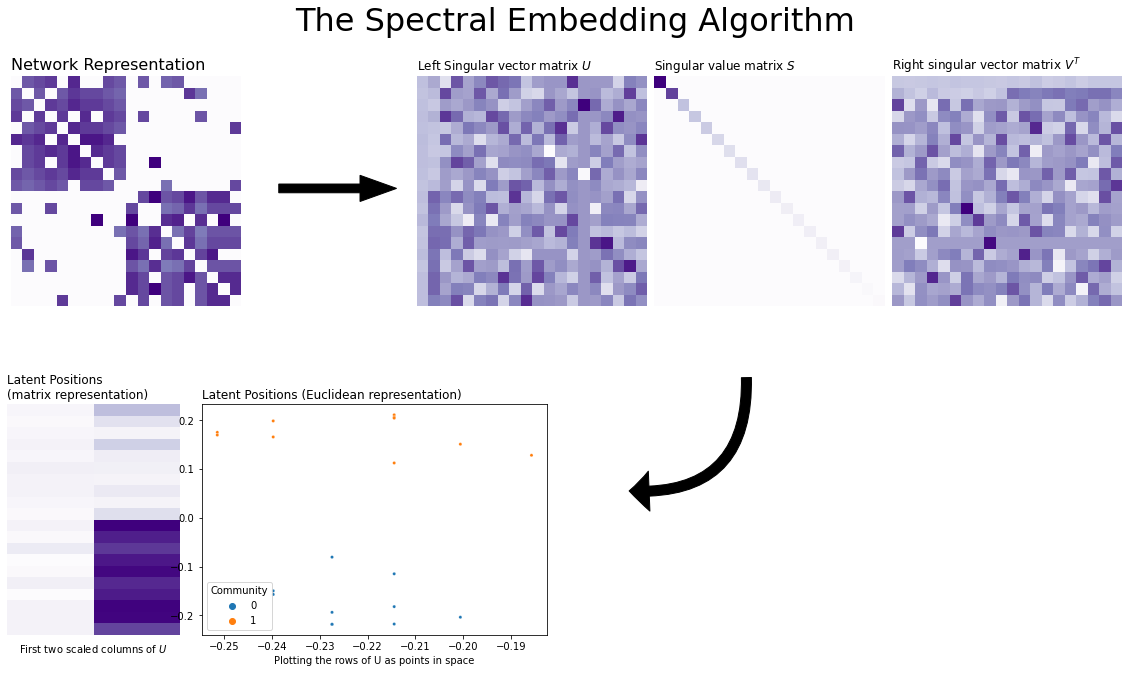 The Spectral Embedding Algorithm
Network Representation
Left Singular vector matrix U
Singular value matrix S
Right singular vector matrix V^T
Latent Positions
(matrix representation)
First two scaled columns of U
Latent Positions (Euclidean representation)
0.2
0.1
0.0
−0.1
−0.2
Community
0
1
−0.25 −0.24 −0.23 −0.22 −0.21 −0.20 −0.19
Plotting the rows of U as points in space